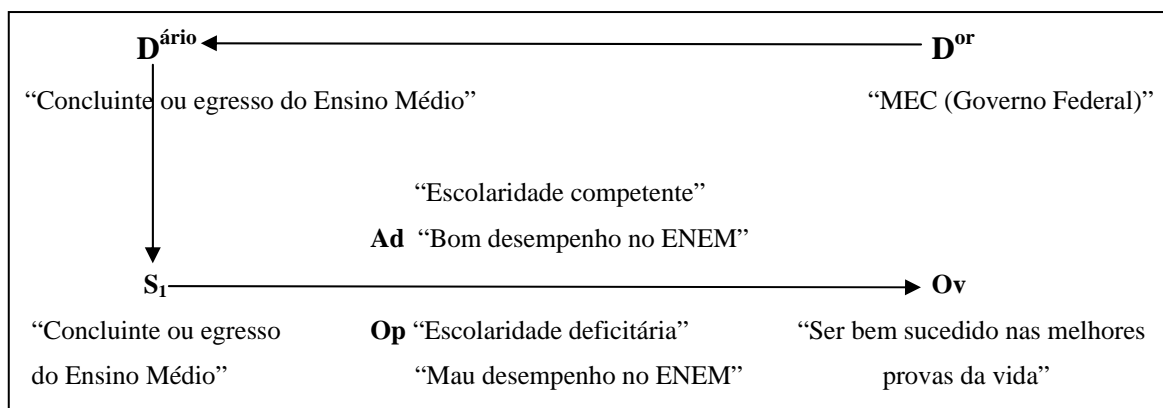 Dário Dor
“Concluinte ou egresso do Ensino Médio” “MEC (Governo Federal)”
“Escolaridade competente”
Ad “Bom desempenho no ENEM”
S1 Ov
“Concluinte ou egresso Op “Escolaridade deficitária” “Ser bem sucedido nas melhores
do Ensino Médio” “Mau desempenho no ENEM” provas da vida”